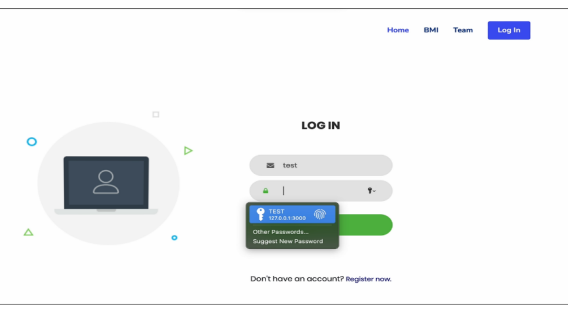 Home BMI Team Log In
LOG IN
test
TEST
127.0.0.1:3000
Other Passwords...
Suggest New Password
Don't have an account? Register now.